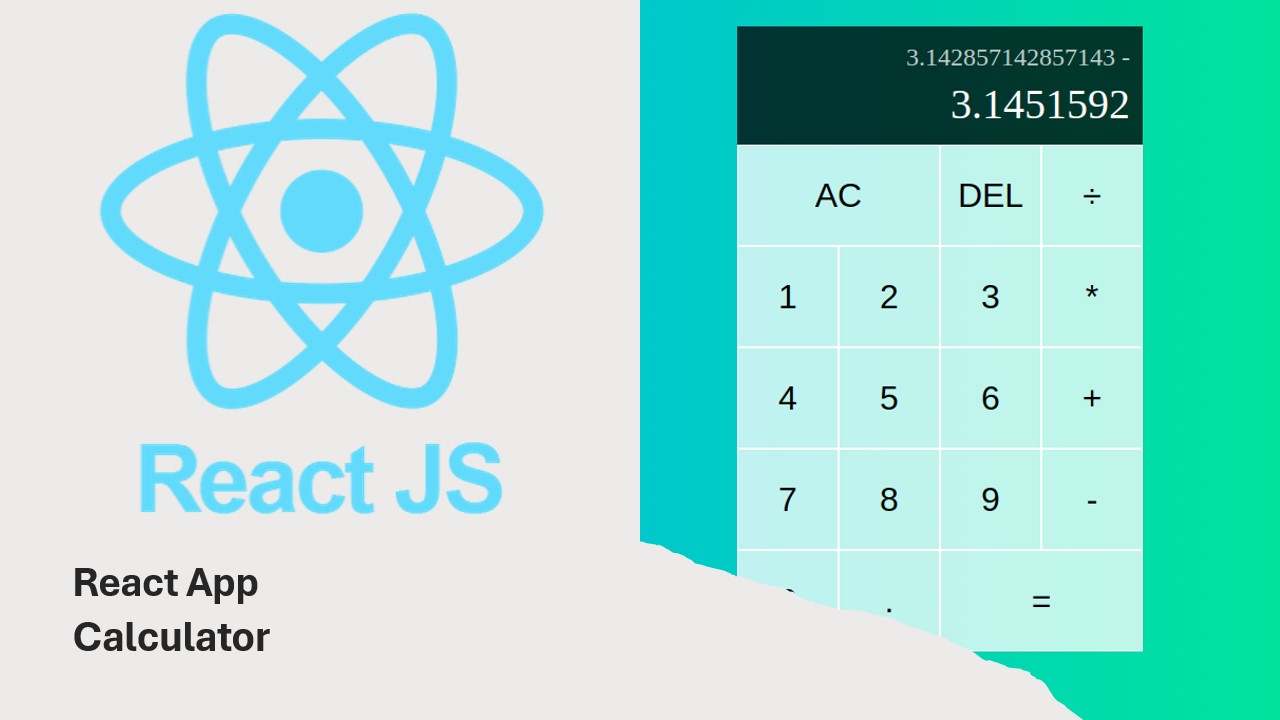 React JS
React App
Calculator
3.142857142857143 -
3.1451592
AC DEL ÷
1 2 3 *
4 5 6 +
7 8 9 -
. =